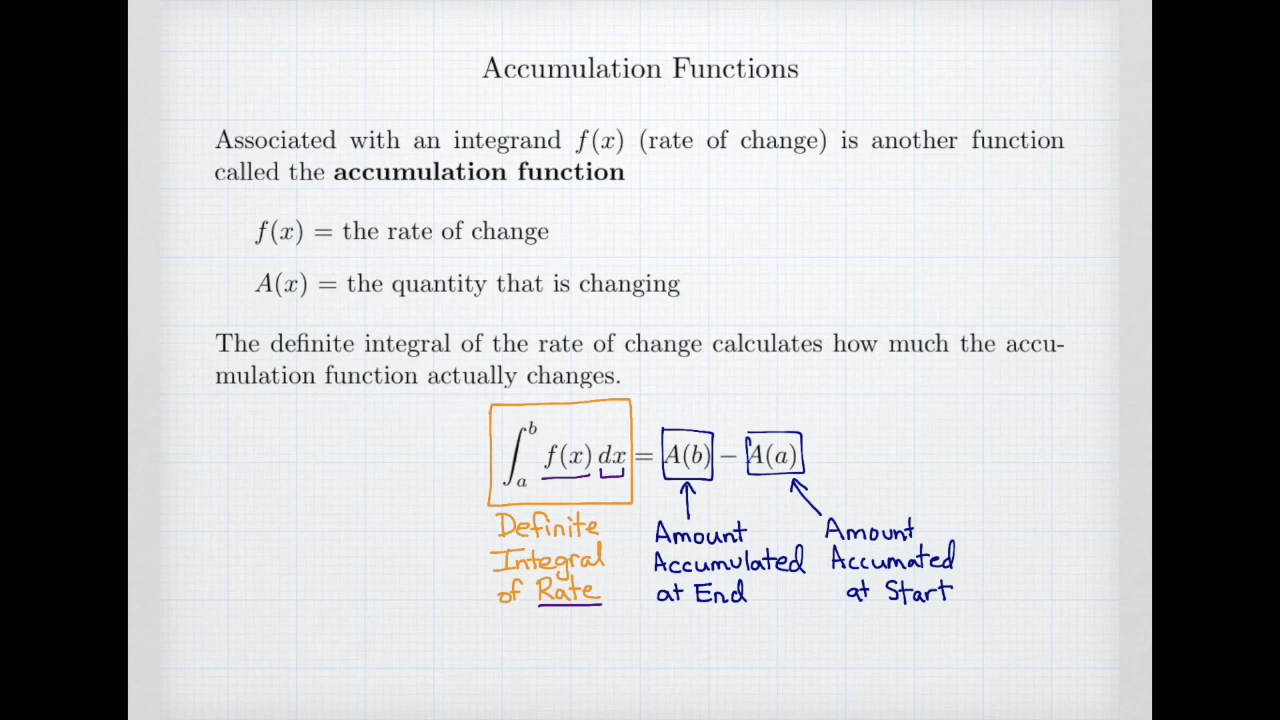 Accumulation Functions
Associated with an integrand f(x) (rate of change) is another function
called the accumulation function
f(x) = the rate of change
A(x) = the quantity that is changing
The definite integral of the rate of change calculates how much the accu-
mulation function actually changes.
∫_a^b f(x) dx = A(b) − A(a)
Definite Integral of Rate
Amount Accumulated at End
Amount Accumated at Start